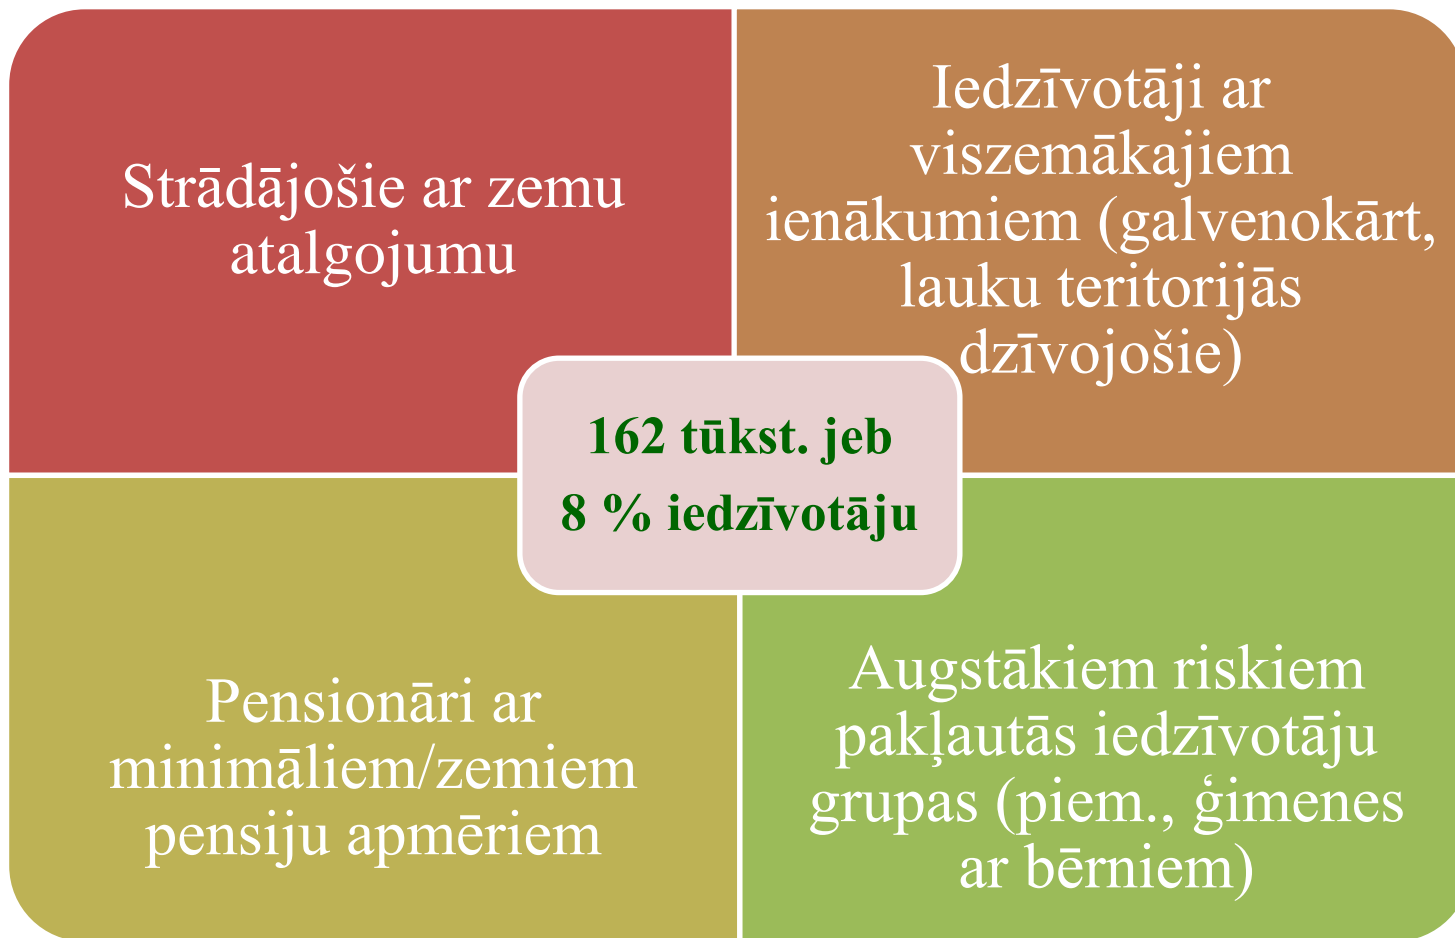 Strādājošie ar zemu
atalgojumu
Iedzīvotāji ar
viszemākajiem
ienākumiem (galvenokārt,
lauku teritorijās
dzīvojošie)
162 tūkst. jeb
8 % iedzīvotāju
Pensionāri ar
minimāliem/zemiem
pensiju apmēriem
Augstākiem riskiem
pakļautās iedzīvotāju
grupas (piem., ģimenes
ar bērniem)